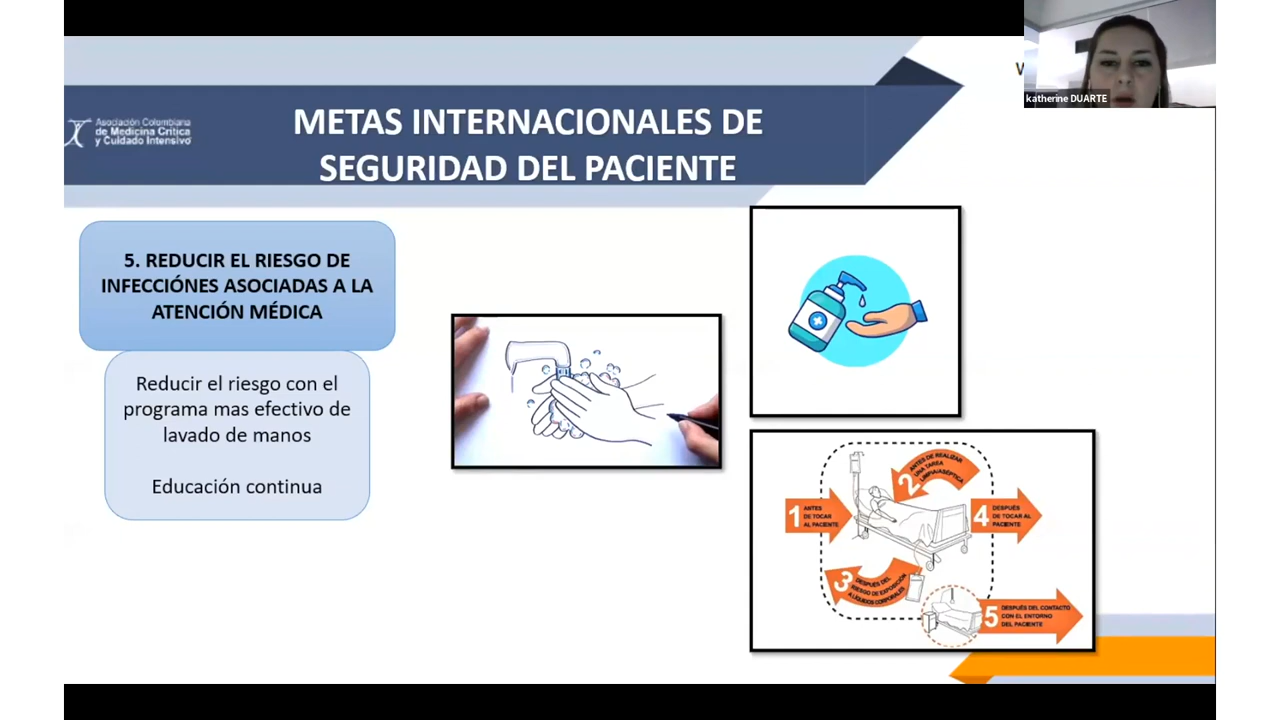 katherine DUARTE
Asociación Colombiana
de Medicina Crítica
y Cuidado Intensivo
METAS INTERNACIONALES DE
SEGURIDAD DEL PACIENTE
5. REDUCIR EL RIESGO DE
INFECCIÓNES ASOCIADAS A LA
ATENCIÓN MÉDICA
Reducir el riesgo con el
programa mas efectivo de
lavado de manos
Educación continua
1 ANTES
DE TOCAR
AL PACIENTE
2 ANTES DE REALIZAR
UNA TAREA
LIMPIA/ASÉPTICA
3 DESPUÉS DEL
RIESGO DE EXPOSICIÓN
A LÍQUIDOS CORPORALES
4 DESPUÉS
DE TOCAR AL
PACIENTE
5 DESPUÉS DEL CONTACTO
CON EL ENTORNO
DEL PACIENTE